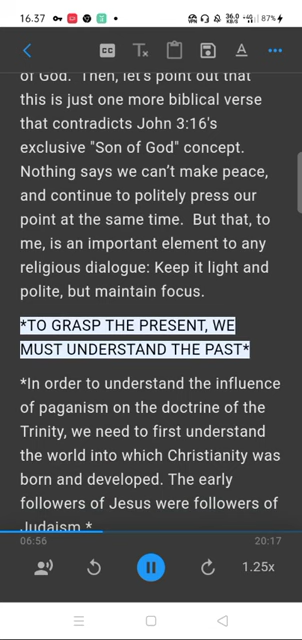 16.37
36.0
KB/S
4G
87%
CC
of God.  Then, let's point out that
this is just one more biblical verse
that contradicts John 3:16's
exclusive "Son of God" concept.
Nothing says we can’t make peace,
and continue to politely press our
point at the same time.  But that, to
me, is an important element to any
religious dialogue: Keep it light and
polite, but maintain focus.
*TO GRASP THE PRESENT, WE
MUST UNDERSTAND THE PAST*
*In order to understand the influence
of paganism on the doctrine of the
Trinity, we need to first understand
the world into which Christianity was
born and developed. The early
followers of Jesus were followers of
Judaism.*
06:56
20:17
1.25x